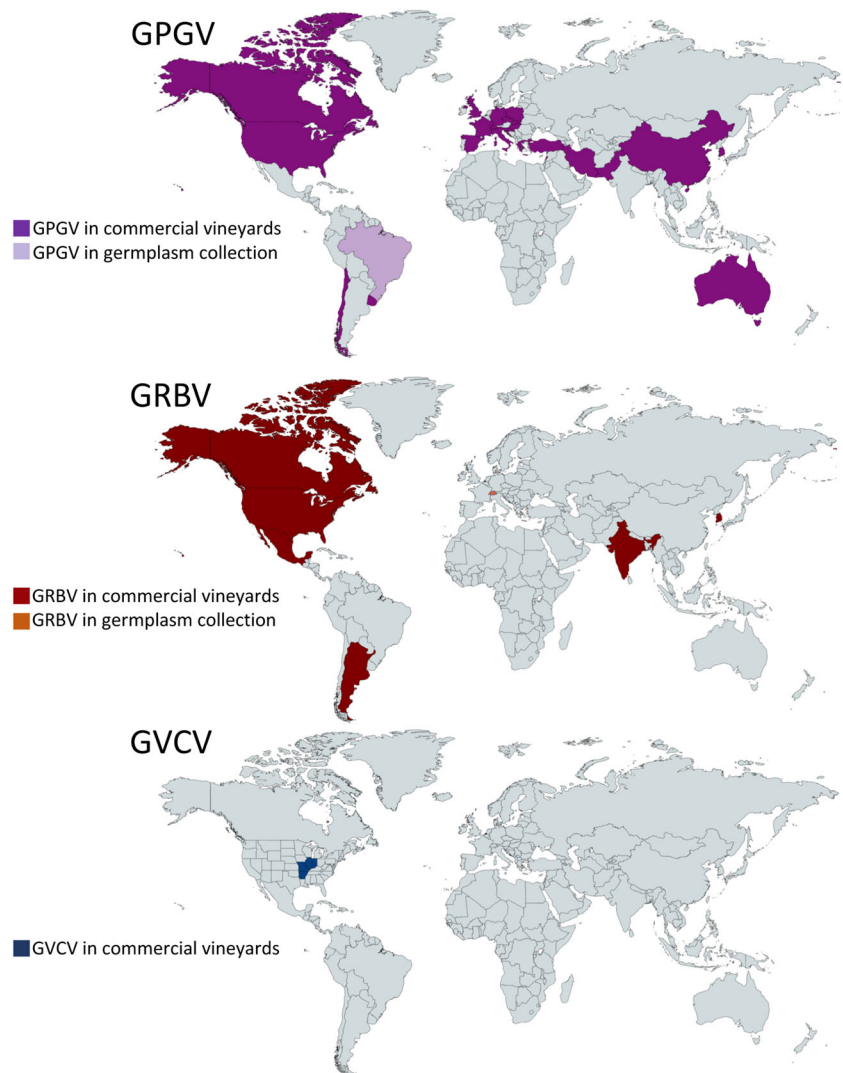 GPGV
GPGV in commercial vineyards
GPGV in germplasm collection
GRBV
GRBV in commercial vineyards
GRBV in germplasm collection
GVCV
GVCV in commercial vineyards